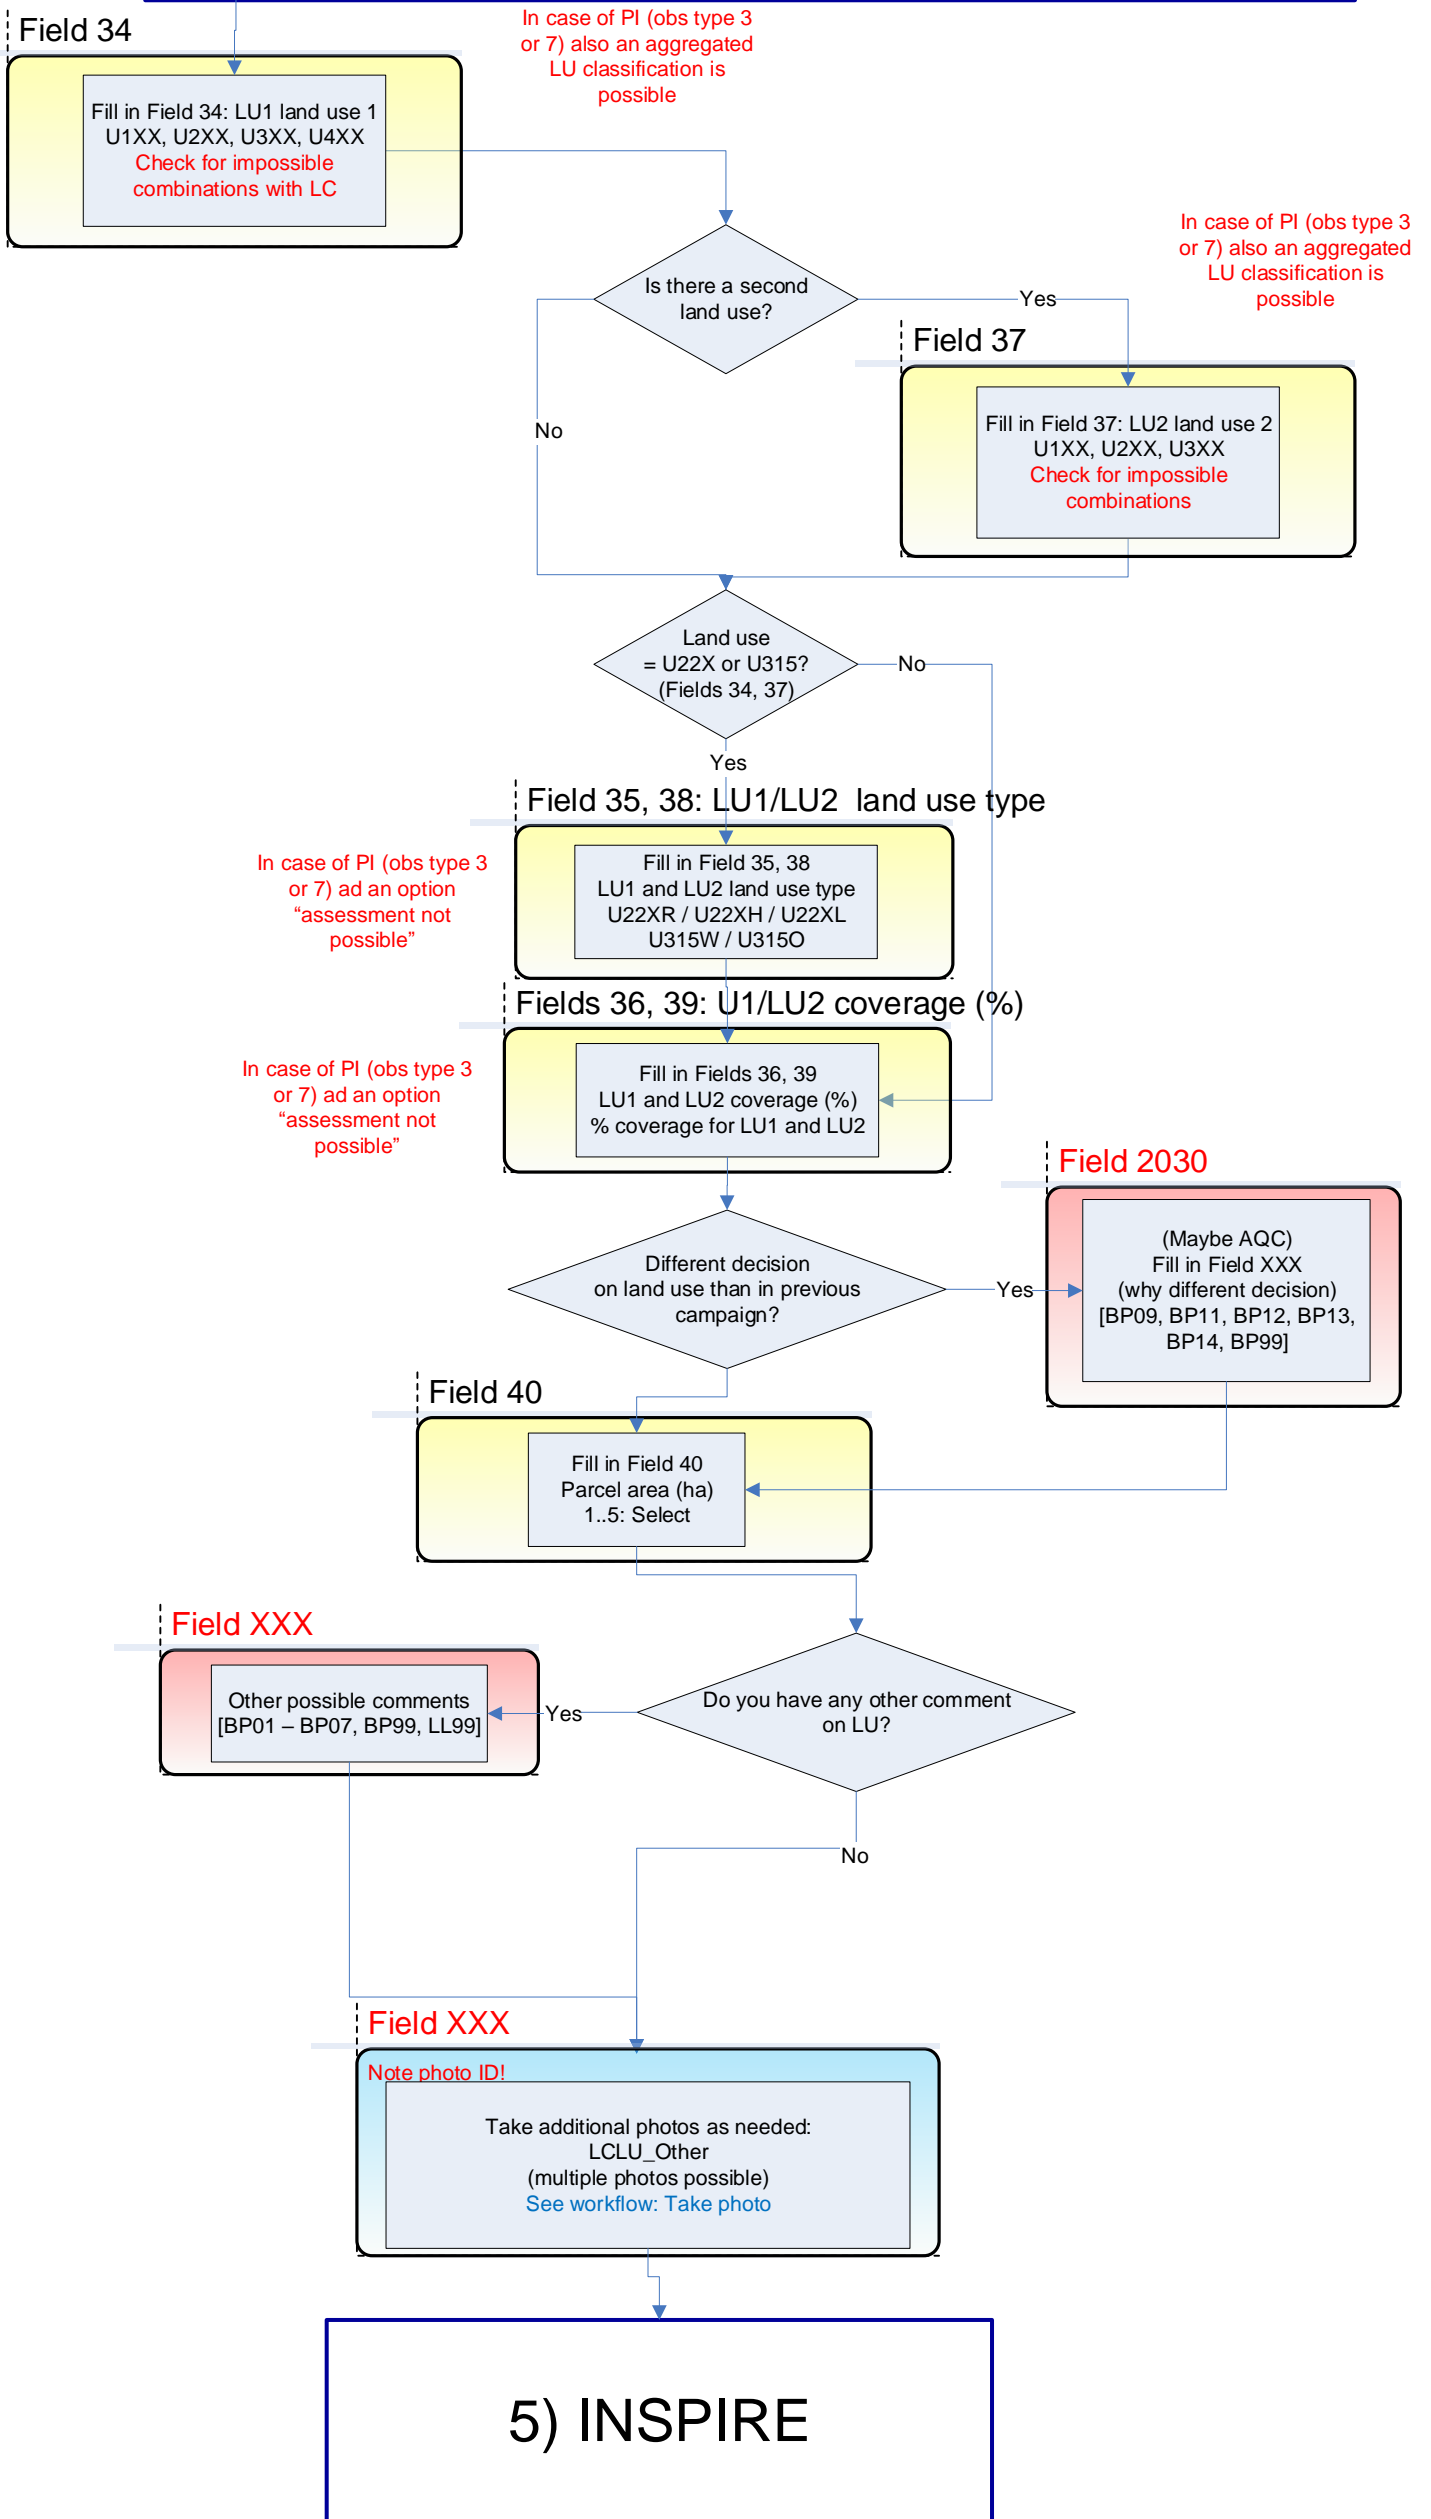 Field 34
In case of PI (obs type 3
or 7) also an aggregated
LU classification is
possible
Fill in Field 34: LU1 land use 1
U1XX, U2XX, U3XX, U4XX
Check for impossible
combinations with LC
In case of PI (obs type 3
or 7) also an aggregated
LU classification is
possible
Is there a second
land use?
Yes
No
Field 37
Fill in Field 37: LU2 land use 2
U1XX, U2XX, U3XX
Check for impossible
combinations
Land use
= U22X or U315?
(Fields 34, 37)
No
Yes
Field 35, 38: LU1/LU2 land use type
In case of PI (obs type 3
or 7) ad an option
“assessment not
possible”
Fill in Field 35, 38
LU1 and LU2 land use type
U22XR / U22XH / U22XL
U315W / U315O
Fields 36, 39: U1/LU2 coverage (%)
In case of PI (obs type 3
or 7) ad an option
“assessment not
possible”
Fill in Fields 36, 39
LU1 and LU2 coverage (%)
% coverage for LU1 and LU2
Field 2030
(Maybe AQC)
Fill in Field XXX
(why different decision)
[BP09, BP11, BP12, BP13,
BP14, BP99]
Different decision
on land use than in previous
campaign?
Yes
Field 40
Fill in Field 40
Parcel area (ha)
1..5: Select
Field XXX
Other possible comments
[BP01 – BP07, BP99, LL99]
Yes
Do you have any other comment
on LU?
No
Field XXX
Note photo ID!
Take additional photos as needed:
LCLU_Other
(multiple photos possible)
See workflow: Take photo
5) INSPIRE